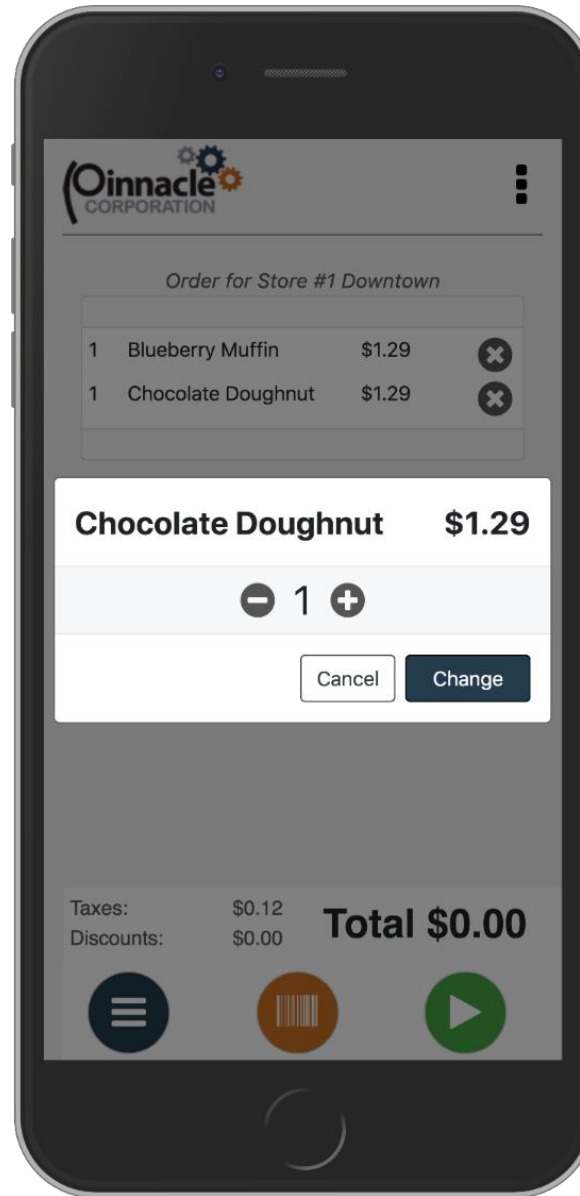 Pinnacle
CORPORATION
Order for Store #1 Downtown
1 Blueberry Muffin $1.29
1 Chocolate Doughnut $1.29
Chocolate Doughnut $1.29
1
Cancel Change
Taxes: $0.12
Discounts: $0.00
Total $0.00